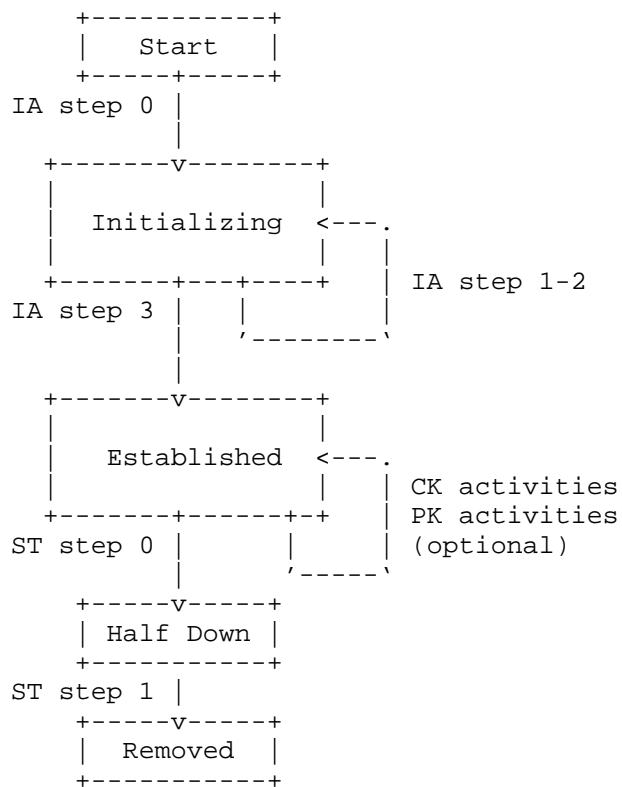 Start
IA step 0
Initializing
IA step 1-2
IA step 3
Established
CK activities
PK activities
ST step 0
(optional)
Half Down
ST step 1
Removed